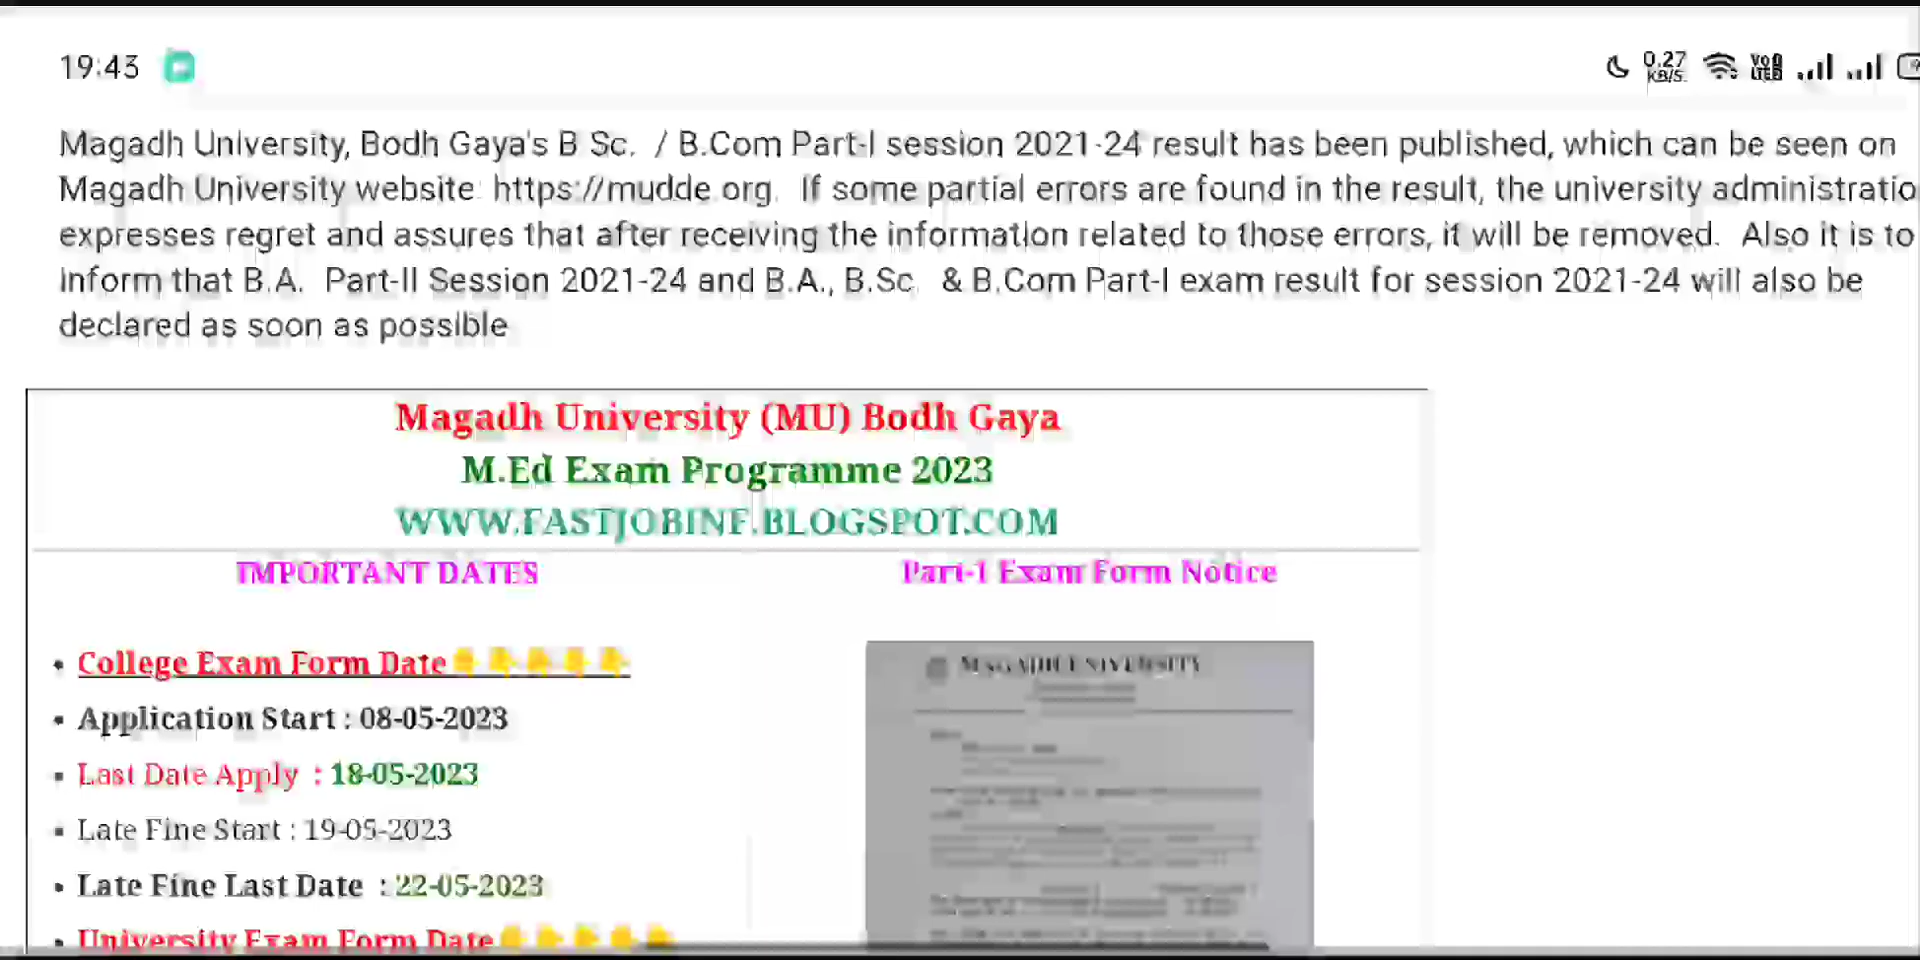 19:43
0.27 KB/S
Magadh University, Bodh Gaya's B Sc. / B.Com Part-I session 2021-24 result has been published, which can be seen on
Magadh University website: https://mudde.org. If some partial errors are found in the result, the university administratio
expresses regret and assures that after receiving the information related to those errors, it will be removed. Also it is to
inform that B.A. Part-II Session 2021-24 and B.A., B.Sc & B.Com Part-I exam result for session 2021-24 will also be
declared as soon as possible
Magadh University (MU) Bodh Gaya
M.Ed Exam Programme 2023
WWW.FASTJOBINF.BLOGSPOT.COM
IMPORTANT DATES
Part-1 Exam Form Notice
College Exam Form Date
MAGADH UNIVERSITY
Application Start : 08-05-2023
Last Date Apply : 18-05-2023
Late Fine Start : 19-05-2023
Late Fine Last Date : 22-05-2023
University Exam Form Date